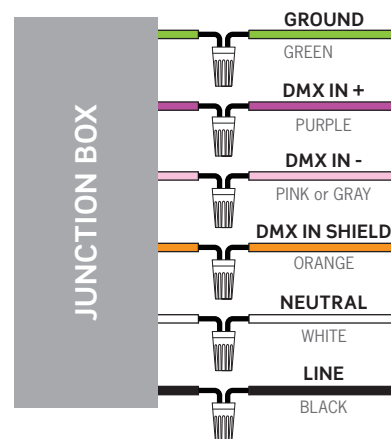 JUNCTION BOX
GROUND
GREEN
DMX IN +
PURPLE
DMX IN -
PINK or GRAY
DMX IN SHIELD
ORANGE
NEUTRAL
WHITE
LINE
BLACK